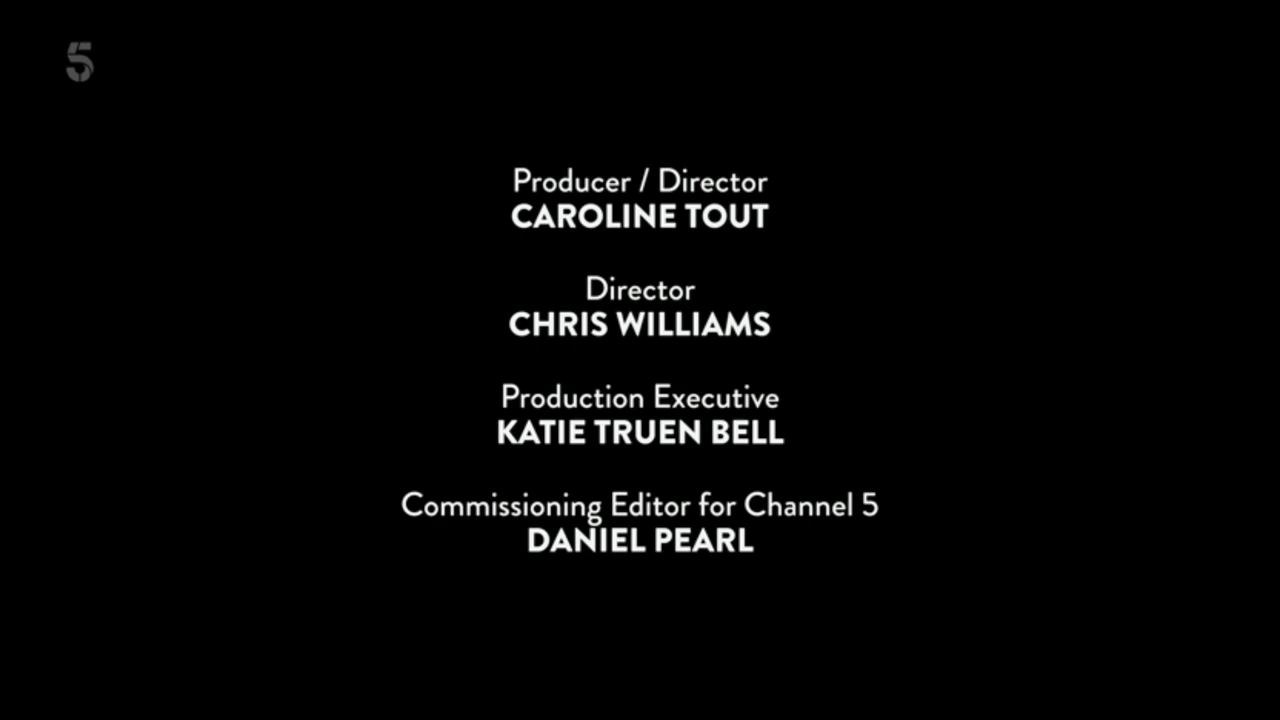 5
Producer / Director
CAROLINE TOUT
Director
CHRIS WILLIAMS
Production Executive
KATIE TRUEN BELL
Commissioning Editor for Channel 5
DANIEL PEARL